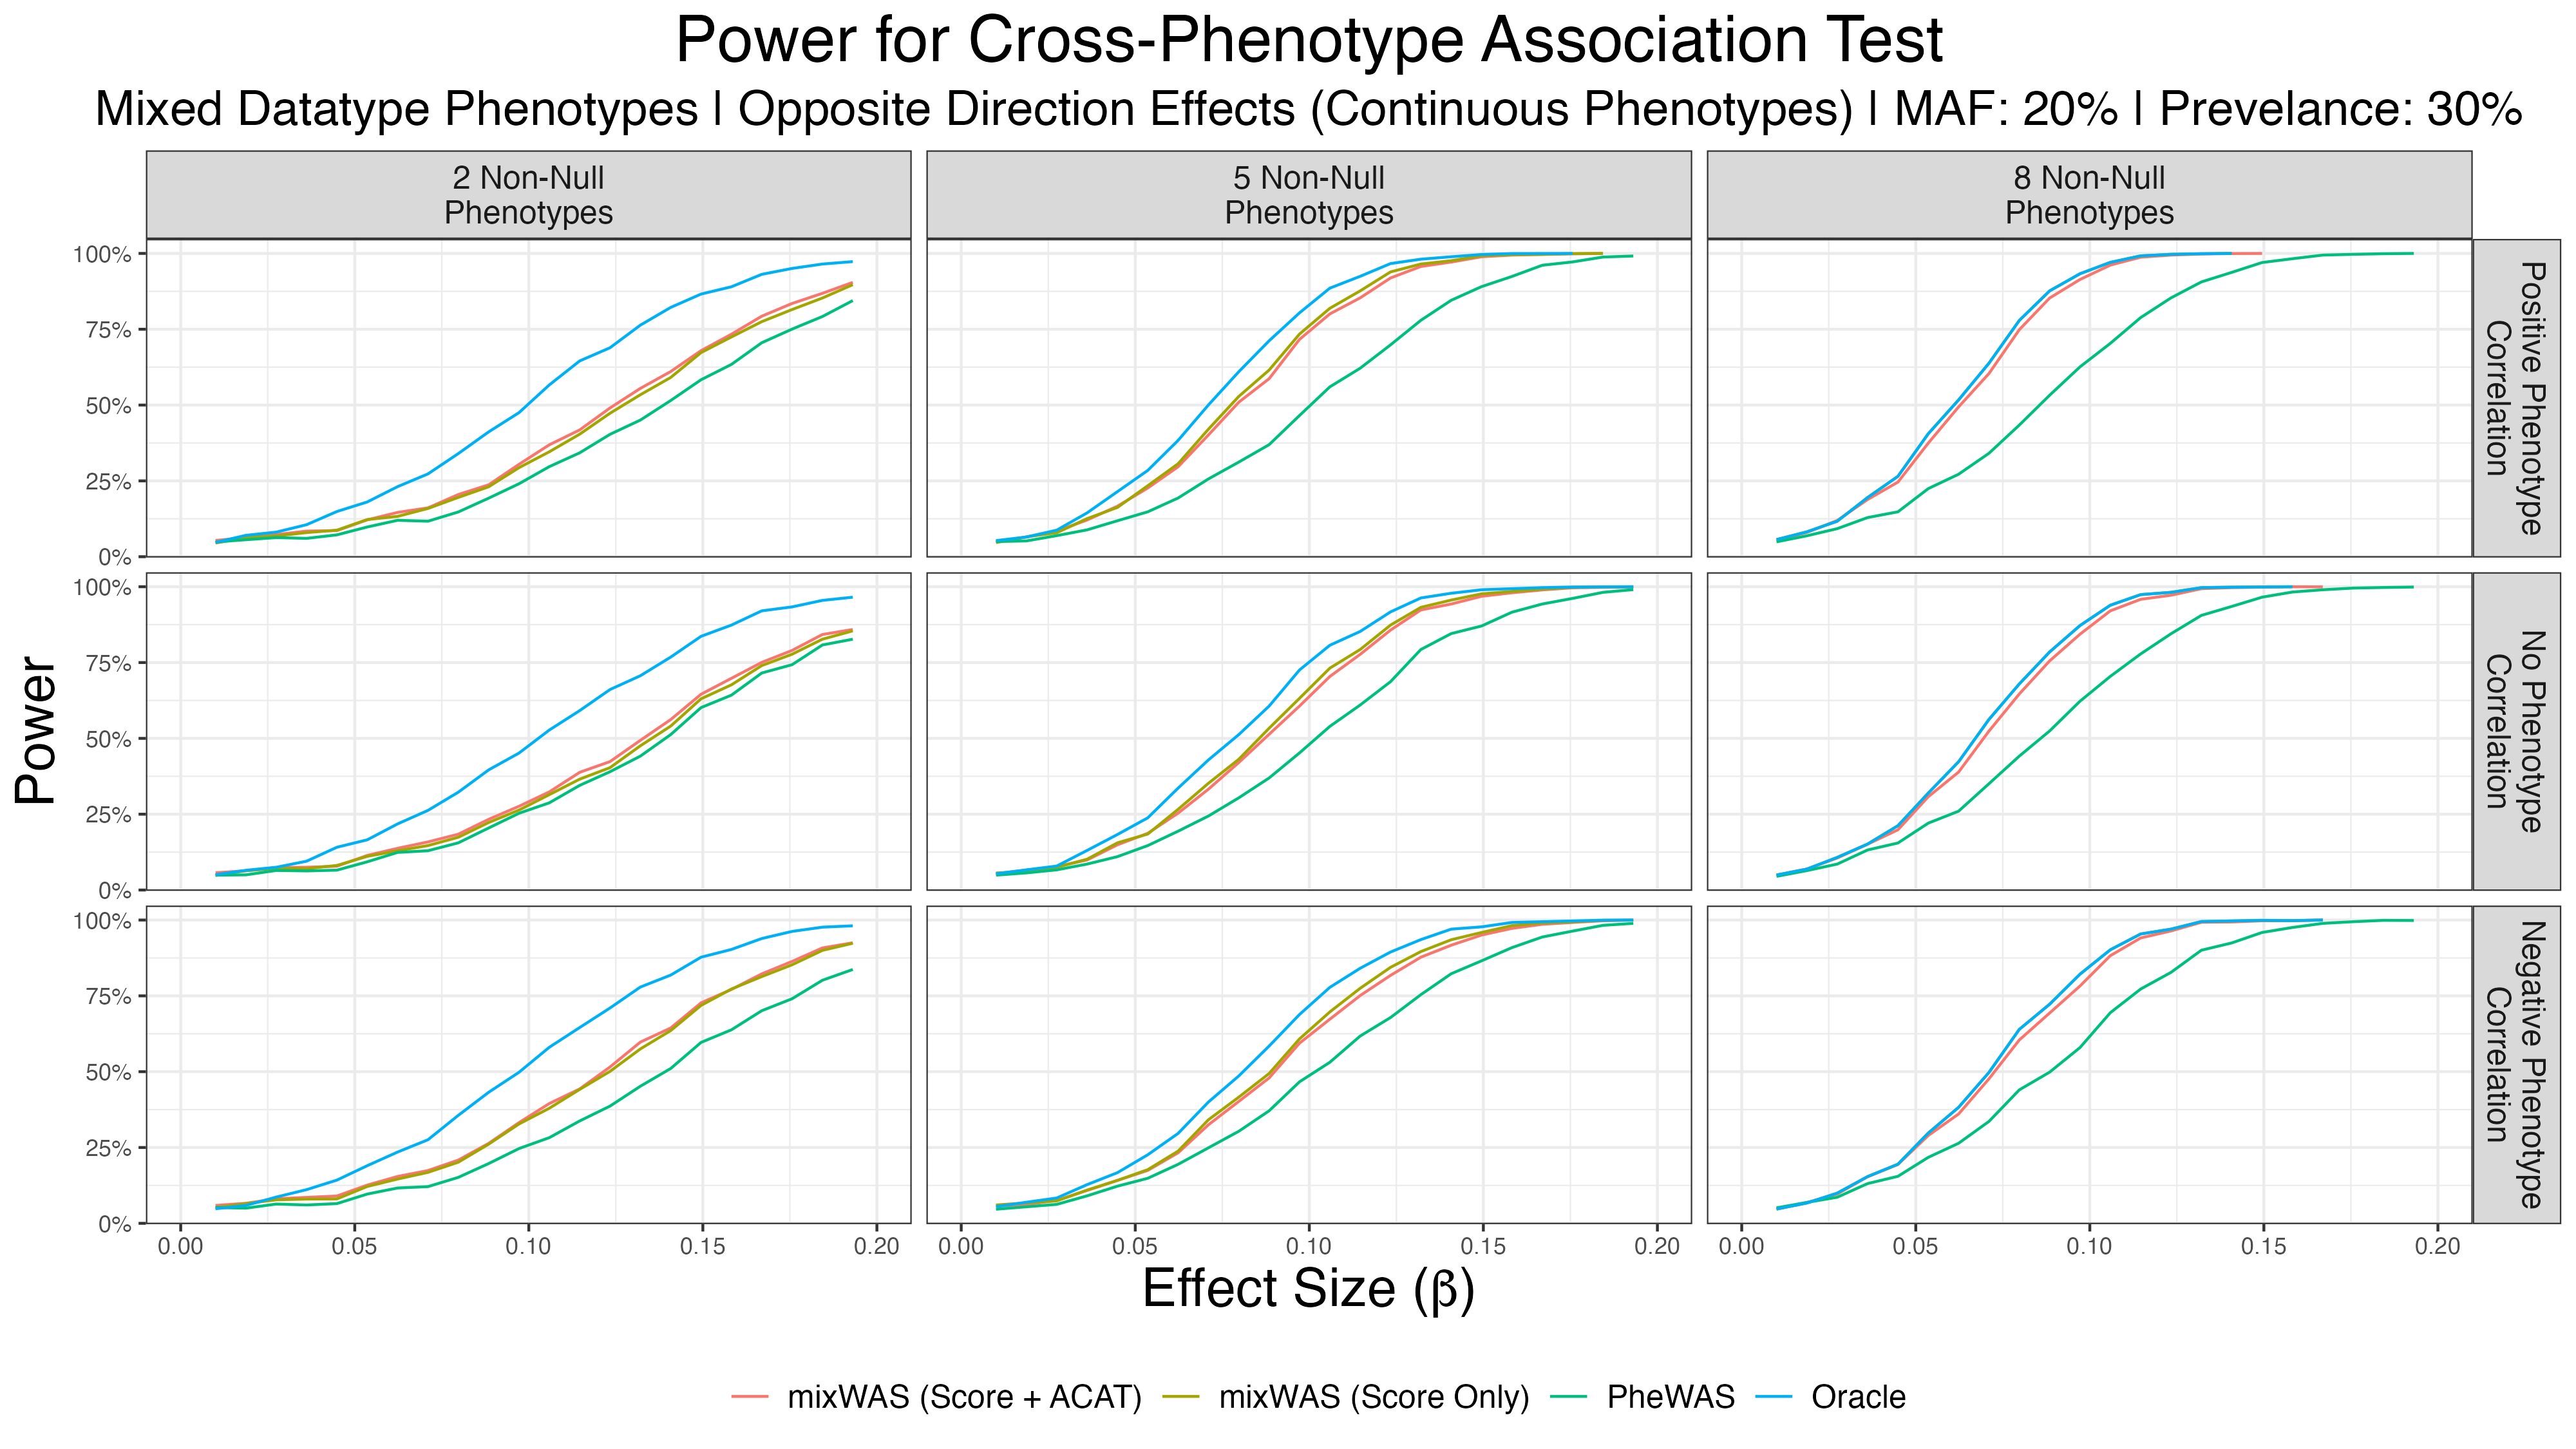 Power for Cross-Phenotype Association Test
Mixed Datatype Phenotypes | Opposite Direction Effects (Continuous Phenotypes) | MAF: 20% | Prevelance: 30%
2 Non-Null
Phenotypes
5 Non-Null
Phenotypes
8 Non-Null
Phenotypes
100%
75%
50%
25%
0%
Positive Phenotype
Correlation
100%
75%
50%
25%
0%
No Phenotype
Correlation
100%
75%
50%
25%
0%
Negative Phenotype
Correlation
Power
0.00 0.05 0.10 0.15 0.20
0.00 0.05 0.10 0.15 0.20
0.00 0.05 0.10 0.15 0.20
Effect Size (β)
mixWAS (Score + ACAT) mixWAS (Score Only) PheWAS Oracle